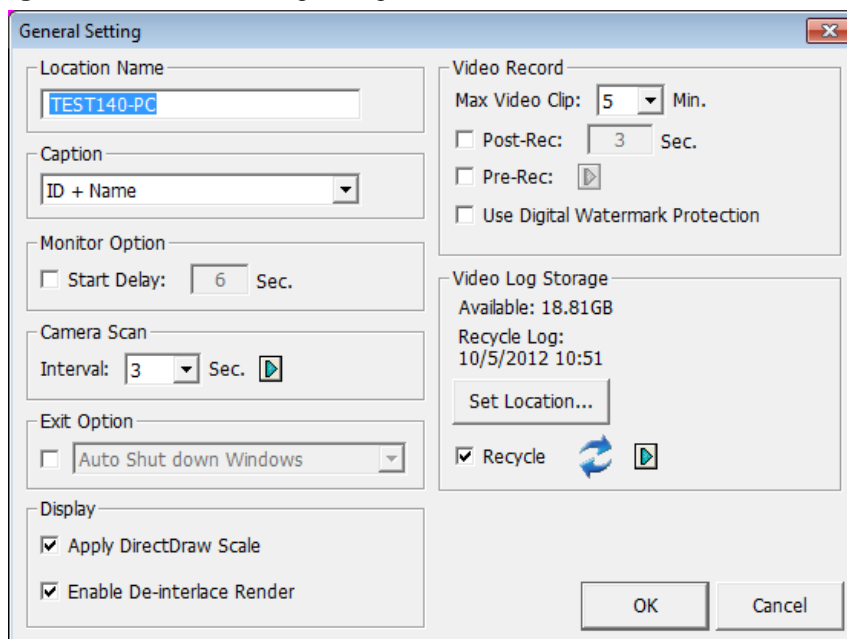 General Setting
Location Name
TEST140-PC
Caption
ID + Name
Monitor Option
Start Delay: 6 Sec.
Camera Scan
Interval: 3 Sec.
Exit Option
Auto Shut down Windows
Display
Apply DirectDraw Scale
Enable De-interlace Render
Video Record
Max Video Clip: 5 Min.
Post-Rec: 3 Sec.
Pre-Rec:
Use Digital Watermark Protection
Video Log Storage
Available: 18.81GB
Recycle Log:
10/5/2012 10:51
Set Location...
Recycle
OK
Cancel